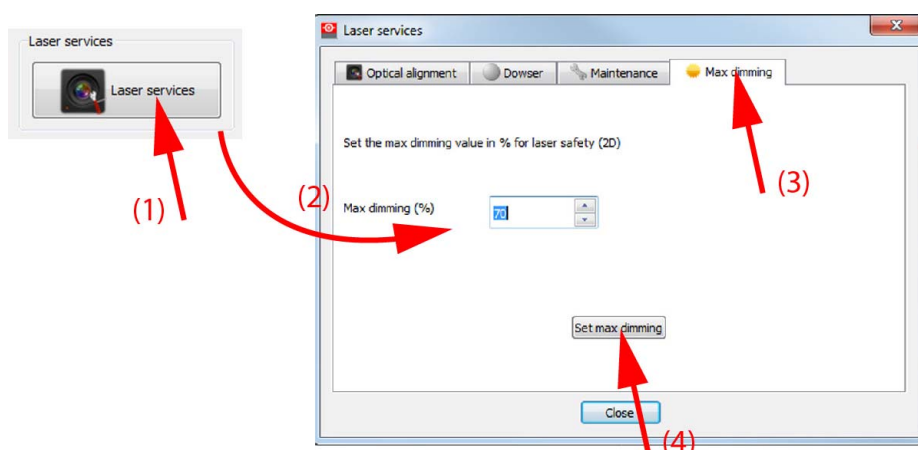 Laser services
Laser services
(1)
(2)
Laser services
Optical alignment
Dowser
Maintenance
Max dimming
(3)
Set the max dimming value in % for laser safety (2D)
Max dimming (%)
70
Set max dimming
Close
(4)